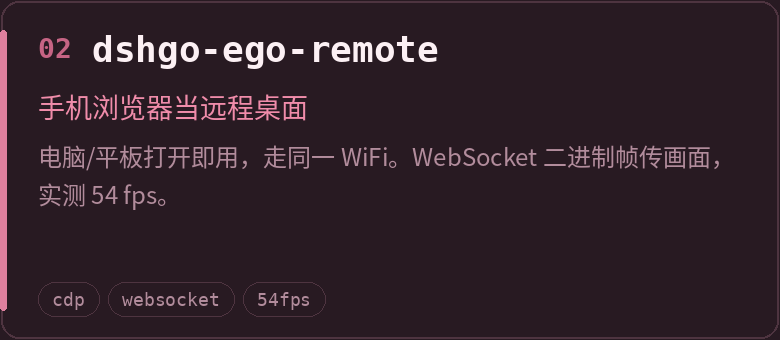 02 dshgo-ego-remote
手机浏览器当远程桌面
电脑/平板打开即用，走同一 WiFi。WebSocket 二进制帧传画面，
实测 54 fps。
cdp websocket 54fps